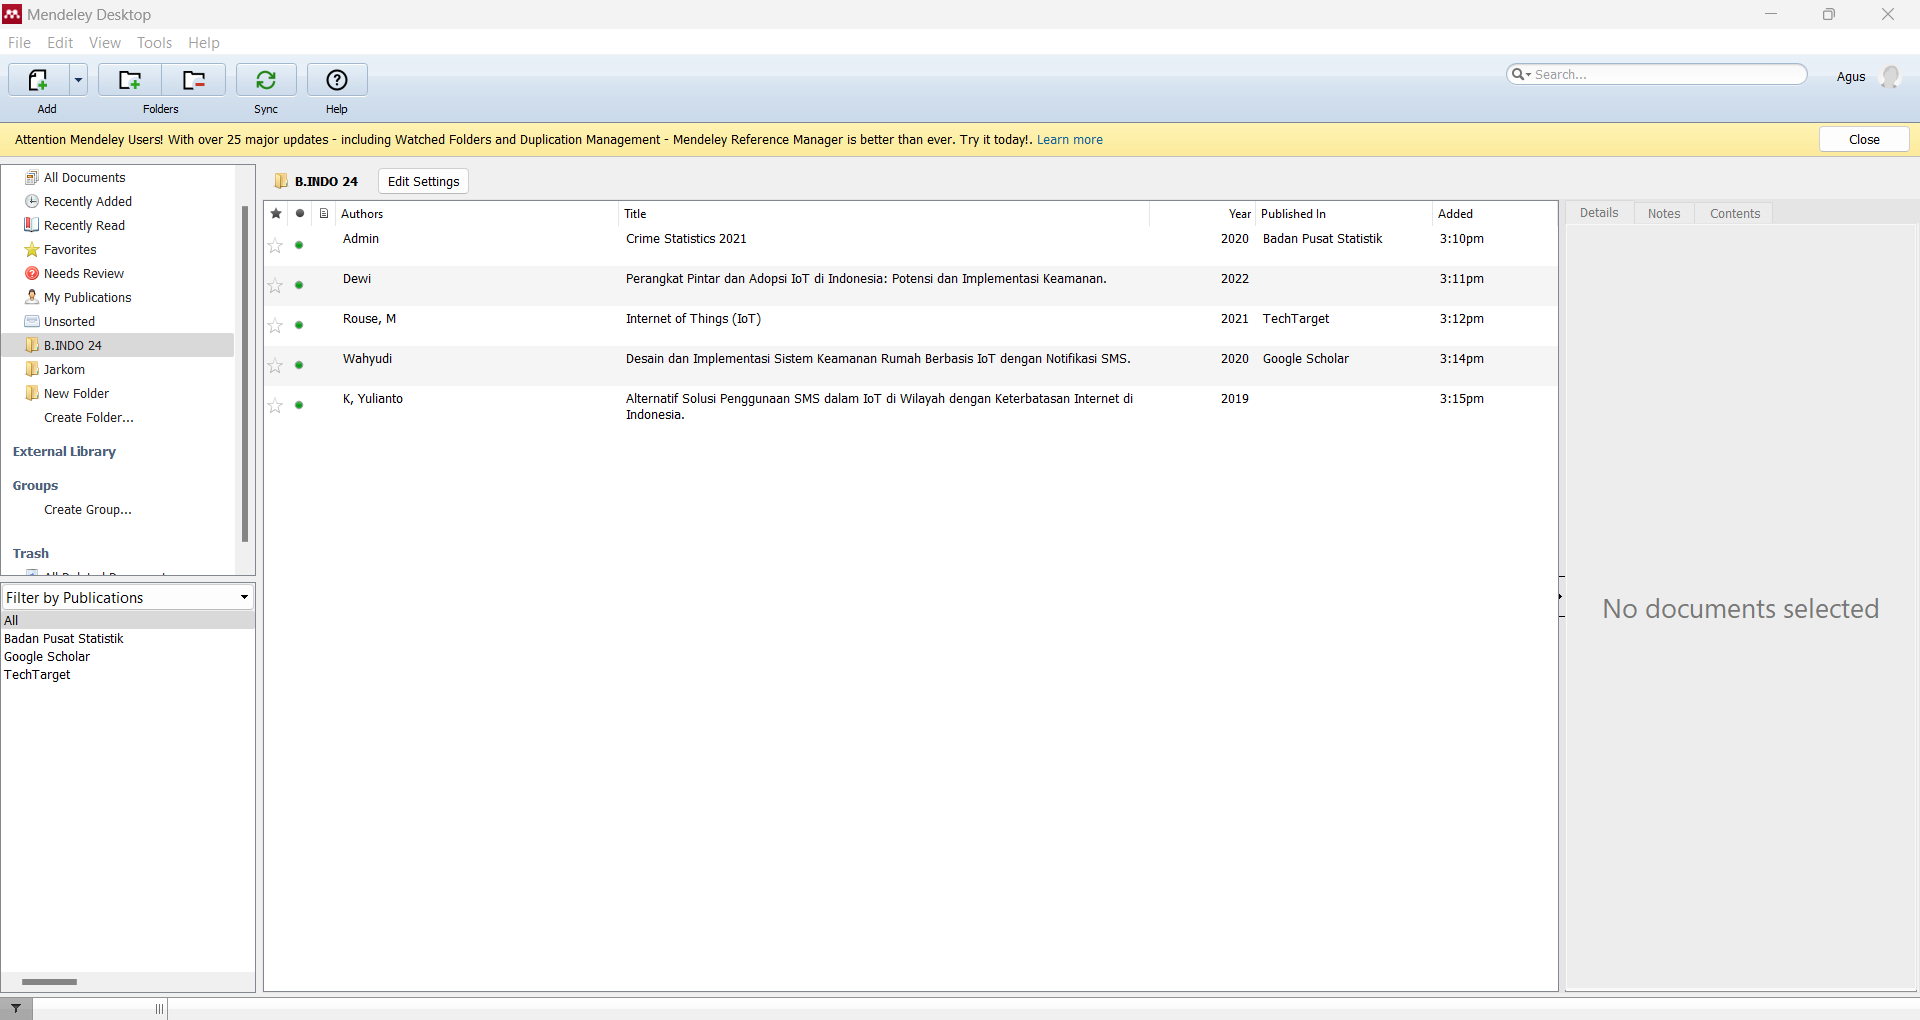 Mendeley Desktop
File Edit View Tools Help
Add
Folders
Sync
Help
Search...
Agus
Attention Mendeley Users! With over 25 major updates - including Watched Folders and Duplication Management - Mendeley Reference Manager is better than ever. Try it today!. Learn more
Close
All Documents
Recently Added
Recently Read
Favorites
Needs Review
My Publications
Unsorted
B.INDO 24
Jarkom
New Folder
Create Folder...
External Library
Groups
Create Group...
Trash
Filter by Publications
All
Badan Pusat Statistik
Google Scholar
TechTarget
B.INDO 24 Edit Settings
Authors Title Year Published In Added
Admin Crime Statistics 2021 2020 Badan Pusat Statistik 3:10pm
Dewi Perangkat Pintar dan Adopsi IoT di Indonesia: Potensi dan Implementasi Keamanan. 2022 3:11pm
Rouse, M Internet of Things (IoT) 2021 TechTarget 3:12pm
Wahyudi Desain dan Implementasi Sistem Keamanan Rumah Berbasis IoT dengan Notifikasi SMS. 2020 Google Scholar 3:14pm
K, Yulianto Alternatif Solusi Penggunaan SMS dalam IoT di Wilayah dengan Keterbatasan Internet di 2019 3:15pm
Indonesia.
Details Notes Contents
No documents selected